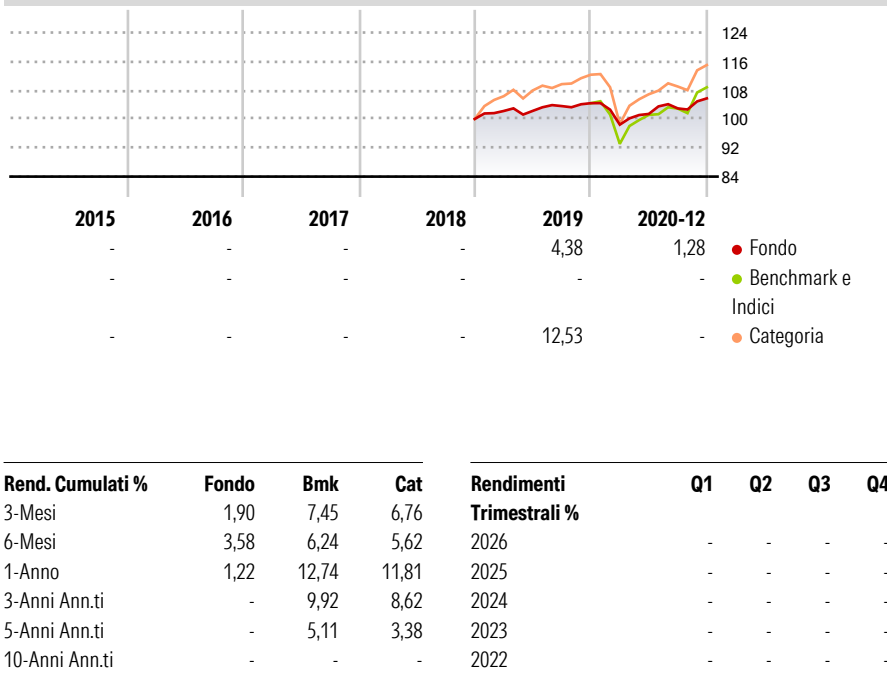 124
116
108
100
92
84
2015 2016 2017 2018 2019 2020-12
- - - - 4,38 1,28 Fondo
- - - - - - Benchmark e
Indici
- - - - 12,53 - Categoria
Rend. Cumulati % Fondo Bmk Cat
3-Mesi 1,90 7,45 6,76
6-Mesi 3,58 6,24 5,62
1-Anno 1,22 12,74 11,81
3-Anni Ann.ti - 9,92 8,62
5-Anni Ann.ti - 5,11 3,38
10-Anni Ann.ti - - -
Rendimenti Q1 Q2 Q3 Q4
Trimestrali %
2026 - - - -
2025 - - - -
2024 - - - -
2023 - - - -
2022 - - - -